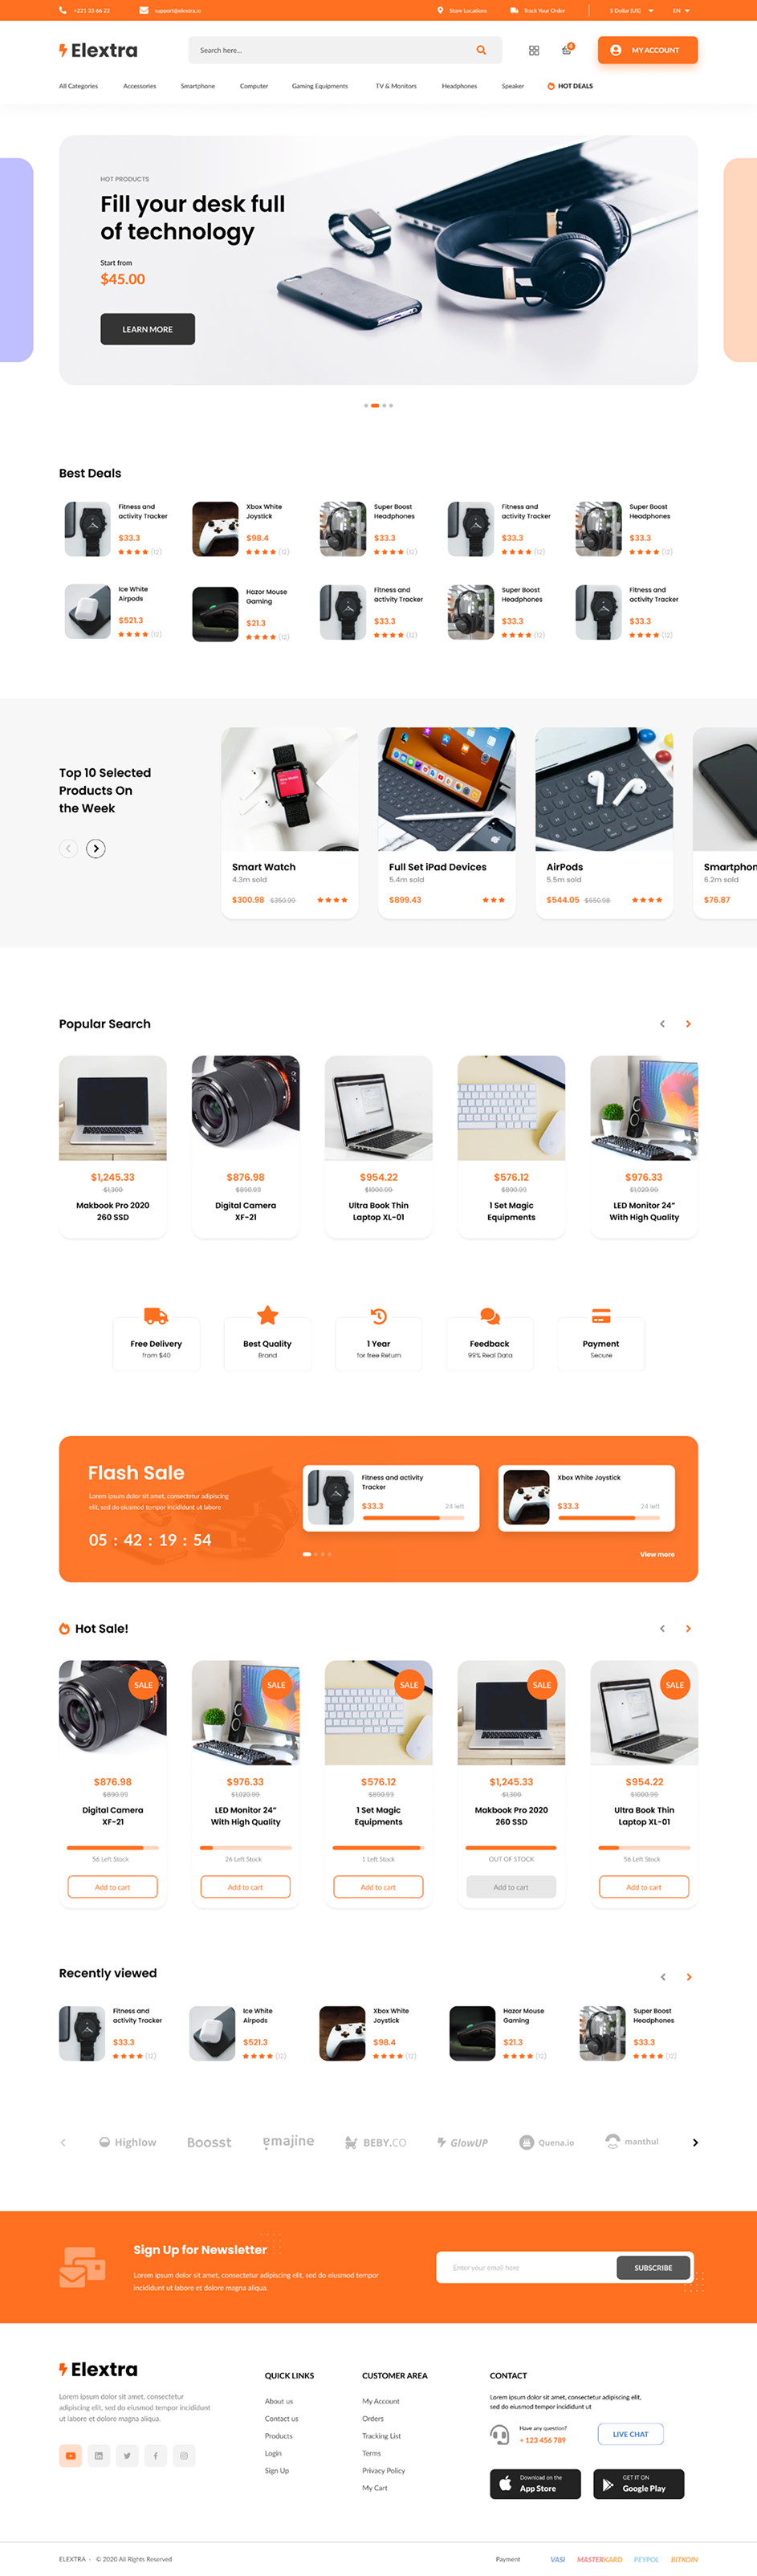 +221 33 66 22
support@elextra.io
Store Locations
Track Your Order
$ Dollar (US)
EN
Elextra
Search here...
4
MY ACCOUNT
All Categories
Accessories
Smartphone
Computer
Gaming Equipments
TV & Monitors
Headphones
Speaker
HOT DEALS
HOT PRODUCTS
Fill your desk full
of technology
Start from
$45.00
LEARN MORE
Best Deals
Fitness and
activity Tracker
$33.3
(12)
Xbox White
Joystick
$98.4
(12)
Super Boost
Headphones
$33.3
(12)
Fitness and
activity Tracker
$33.3
(12)
Super Boost
Headphones
$33.3
(12)
Ice White
Airpods
$521.3
(12)
Hazor Mouse
Gaming
$21.3
(12)
Fitness and
activity Tracker
$33.3
(12)
Super Boost
Headphones
$33.3
(12)
Fitness and
activity Tracker
$33.3
(12)
Top 10 Selected
Products On
the Week
Smart Watch
4.3m sold
$300.98 $350.99
Full Set iPad Devices
5.4m sold
$899.43
AirPods
5.5m sold
$544.05 $650.98
Smartphon
6.2m sold
$76.87
Popular Search
$1,245.33
$1,300
Makbook Pro 2020
260 SSD
$876.98
$890.93
Digital Camera
XF-21
$954.22
$1000.99
Ultra Book Thin
Laptop XL-01
$576.12
$890.93
1 Set Magic
Equipments
$976.33
$1,020.99
LED Monitor 24"
With High Quality
Free Delivery
from $40
Best Quality
Brand
1 Year
for free Return
Feedback
99% Real Data
Payment
Secure
Flash Sale
Lorem ipsum dolor sit amet, consectetur adipiscing
elit, sed do eiusmod tempor incididunt ut labore
05 : 42 : 19 : 54
Fitness and activity
Tracker
$33.3
24 left
Xbox White Joystick
$33.3
24 left
View more
Hot Sale!
SALE
$876.98
$890.99
Digital Camera
XF-21
56 Left Stock
Add to cart
SALE
$976.33
$1,020.99
LED Monitor 24"
With High Quality
26 Left Stock
Add to cart
SALE
$576.12
$890.93
1 Set Magic
Equipments
1 Left Stock
Add to cart
SALE
$1,245.33
$1,300
Makbook Pro 2020
260 SSD
OUT OF STOCK
Add to cart
SALE
$954.22
$1000.99
Ultra Book Thin
Laptop XL-01
56 Left Stock
Add to cart
Recently viewed
Fitness and
activity Tracker
$33.3
(12)
Ice White
Airpods
$521.3
(12)
Xbox White
Joystick
$98.4
(12)
Hazor Mouse
Gaming
$21.3
(12)
Super Boost
Headphones
$33.3
(12)
Highlow
Boosst
emajine
BEBY.CO
GlowUP
Quena.io
manthul
Sign Up for Newsletter
Lorem ipsum dolor sit amet, consectetur adipiscing elit, sed do eiusmod tempor
incididunt ut labore et dolore magna aliqua.
Enter your email here
SUBSCRIBE
Elextra
Lorem ipsum dolor sit amet, consectetur
adipiscing elit, sed do eiusmod tempor incididunt
ut labore et dolore magna aliqua.
QUICK LINKS
About us
Contact us
Products
Login
Sign Up
CUSTOMER AREA
My Account
Orders
Tracking List
Terms
Privacy Policy
My Cart
CONTACT
Lorem ipsum dolor sit amet, consectetur adipiscing elit,
sed do eiusmod tempor incididunt ut
Have any question?
+ 123 456 789
LIVE CHAT
Download on the
App Store
GET IT ON
Google Play
ELEXTRA - © 2020 All Rights Reserved
Payment
VASI
MASTERKARD
PEYPOL
BITKOIN